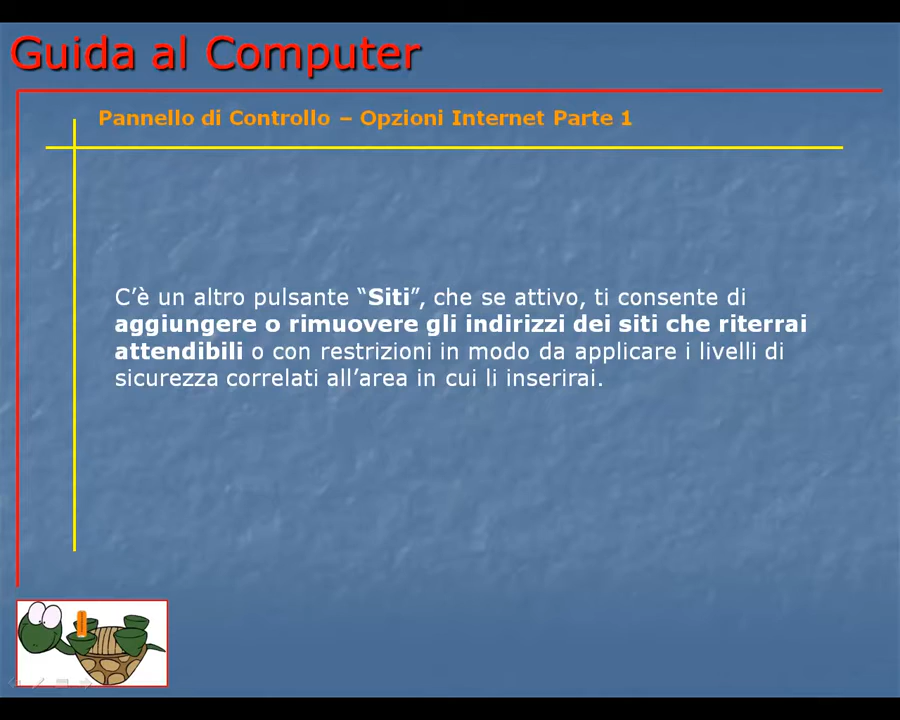 Guida al Computer
Pannello di Controllo – Opzioni Internet Parte 1
C’è un altro pulsante “Siti”, che se attivo, ti consente di
aggiungere o rimuovere gli indirizzi dei siti che riterrai
attendibili o con restrizioni in modo da applicare i livelli di
sicurezza correlati all’area in cui li inserirai.